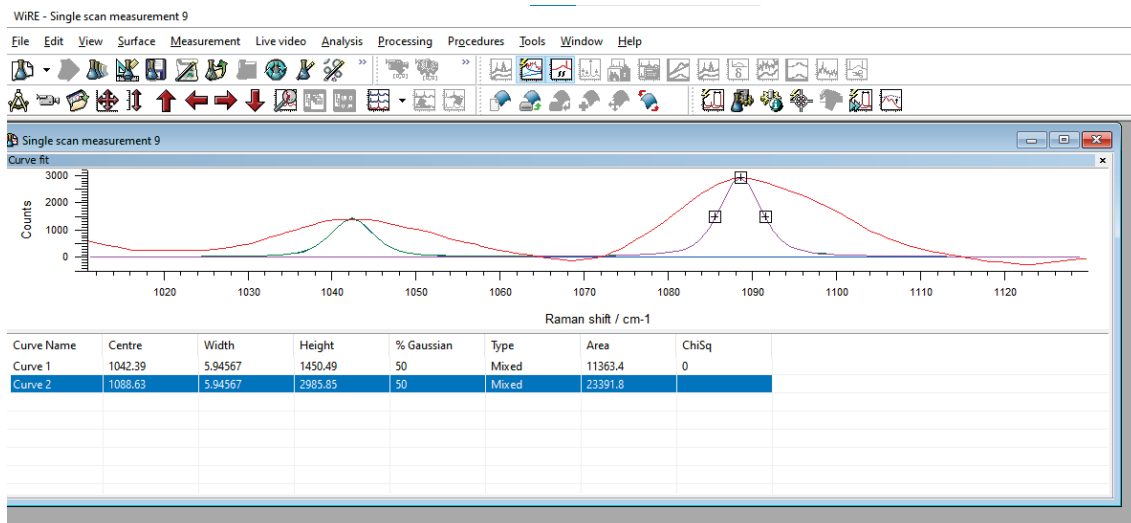 WiRE - Single scan measurement 9
File Edit View Surface Measurement Live video Analysis Processing Procedures Tools Window Help
Single scan measurement 9
Curve fit
3000
2000
1000
0
Counts
1020 1030 1040 1050 1060 1070 1080 1090 1100 1110 1120
Raman shift / cm-1
Curve Name Centre Width Height % Gaussian Type Area ChiSq
Curve 1 1042.39 5.94567 1450.49 50 Mixed 11363.4 0
Curve 2 1088.63 5.94567 2985.85 50 Mixed 23391.8